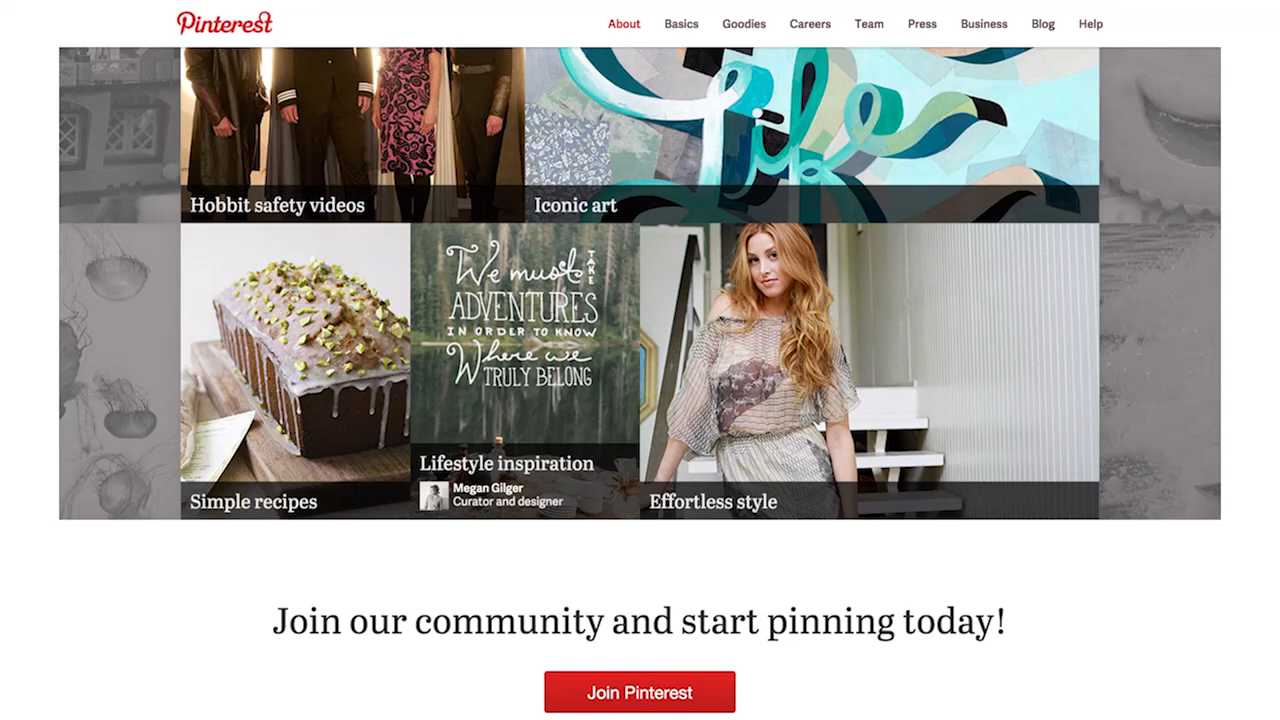 Pinterest
About Basics Goodies Careers Team Press Business Blog Help
Life
Hobbit safety videos
Iconic art
We must TAKE
ADVENTURES
IN ORDER TO KNOW
Where we
TRULY BELONG
Lifestyle inspiration
Megan Gilger
Curator and designer
Simple recipes
Effortless style
Join our community and start pinning today!
Join Pinterest